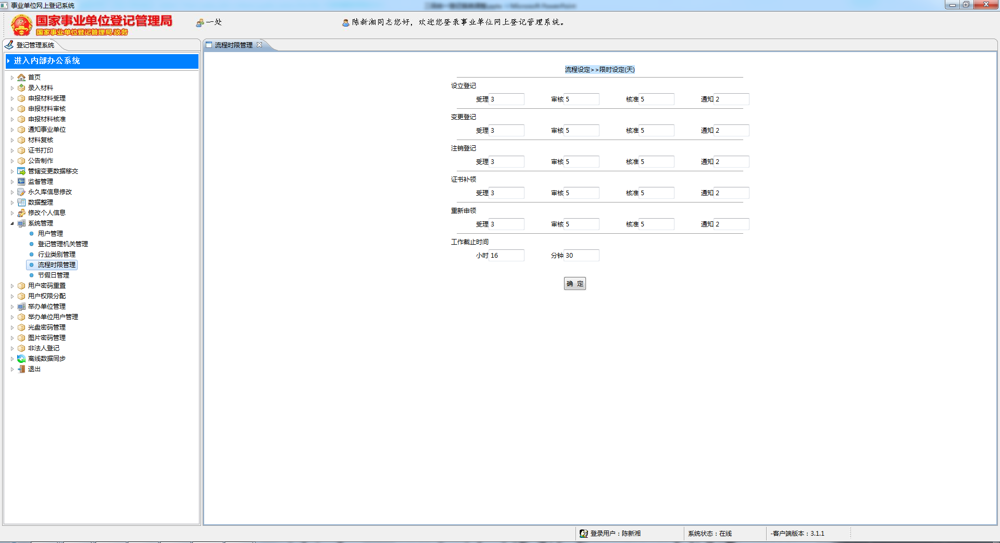 事业单位网上登记系统
国家事业单位登记管理局
国家事业单位登记管理局.政务
一处
陈新湘同志您好，欢迎您登录事业单位网上登记管理系统。
登记管理系统
流程时限管理
进入内部办公系统
首页
录入材料
申报材料受理
申报材料审核
申报材料核准
通知事业单位
材料复核
证书打印
公告制作
管辖变更数据移交
监督管理
永久库信息修改
数据整理
修改个人信息
系统管理
用户管理
登记管理机关管理
行业类别管理
流程时限管理
节假日管理
用户密码重置
用户权限分配
举办单位管理
举办单位用户管理
光盘密码管理
图片密码管理
非法人登记
离线数据同步
退出
流程设定>>限时设定(天)
设立登记
受理 3 审核 5 核准 5 通知 2
变更登记
受理 3 审核 5 核准 5 通知 2
注销登记
受理 3 审核 5 核准 5 通知 2
证书补领
受理 3 审核 5 核准 5 通知 2
重新申领
受理 3 审核 5 核准 5 通知 2
工作截止时间
小时 16 分钟 30
确 定
登录用户：陈新湘 系统状态：在线 -客户端版本：3.1.1